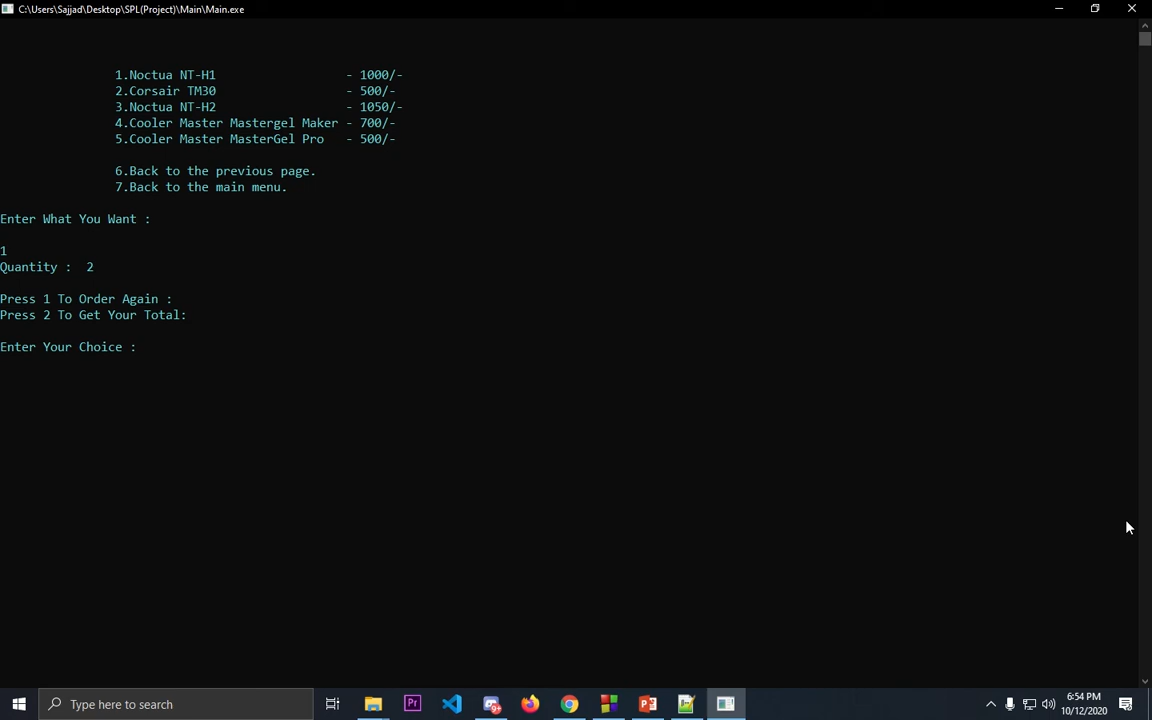 C:\Users\Sajjad\Desktop\SPL(Project)\Main\Main.exe
1.Noctua NT-H1 - 1000/-
2.Corsair TM30 - 500/-
3.Noctua NT-H2 - 1050/-
4.Cooler Master Mastergel Maker - 700/-
5.Cooler Master MasterGel Pro - 500/-
6.Back to the previous page.
7.Back to the main menu.
Enter What You Want :
1
Quantity : 2
Press 1 To Order Again :
Press 2 To Get Your Total:
Enter Your Choice :
Type here to search
Pr
9+
6:54 PM
10/12/2020